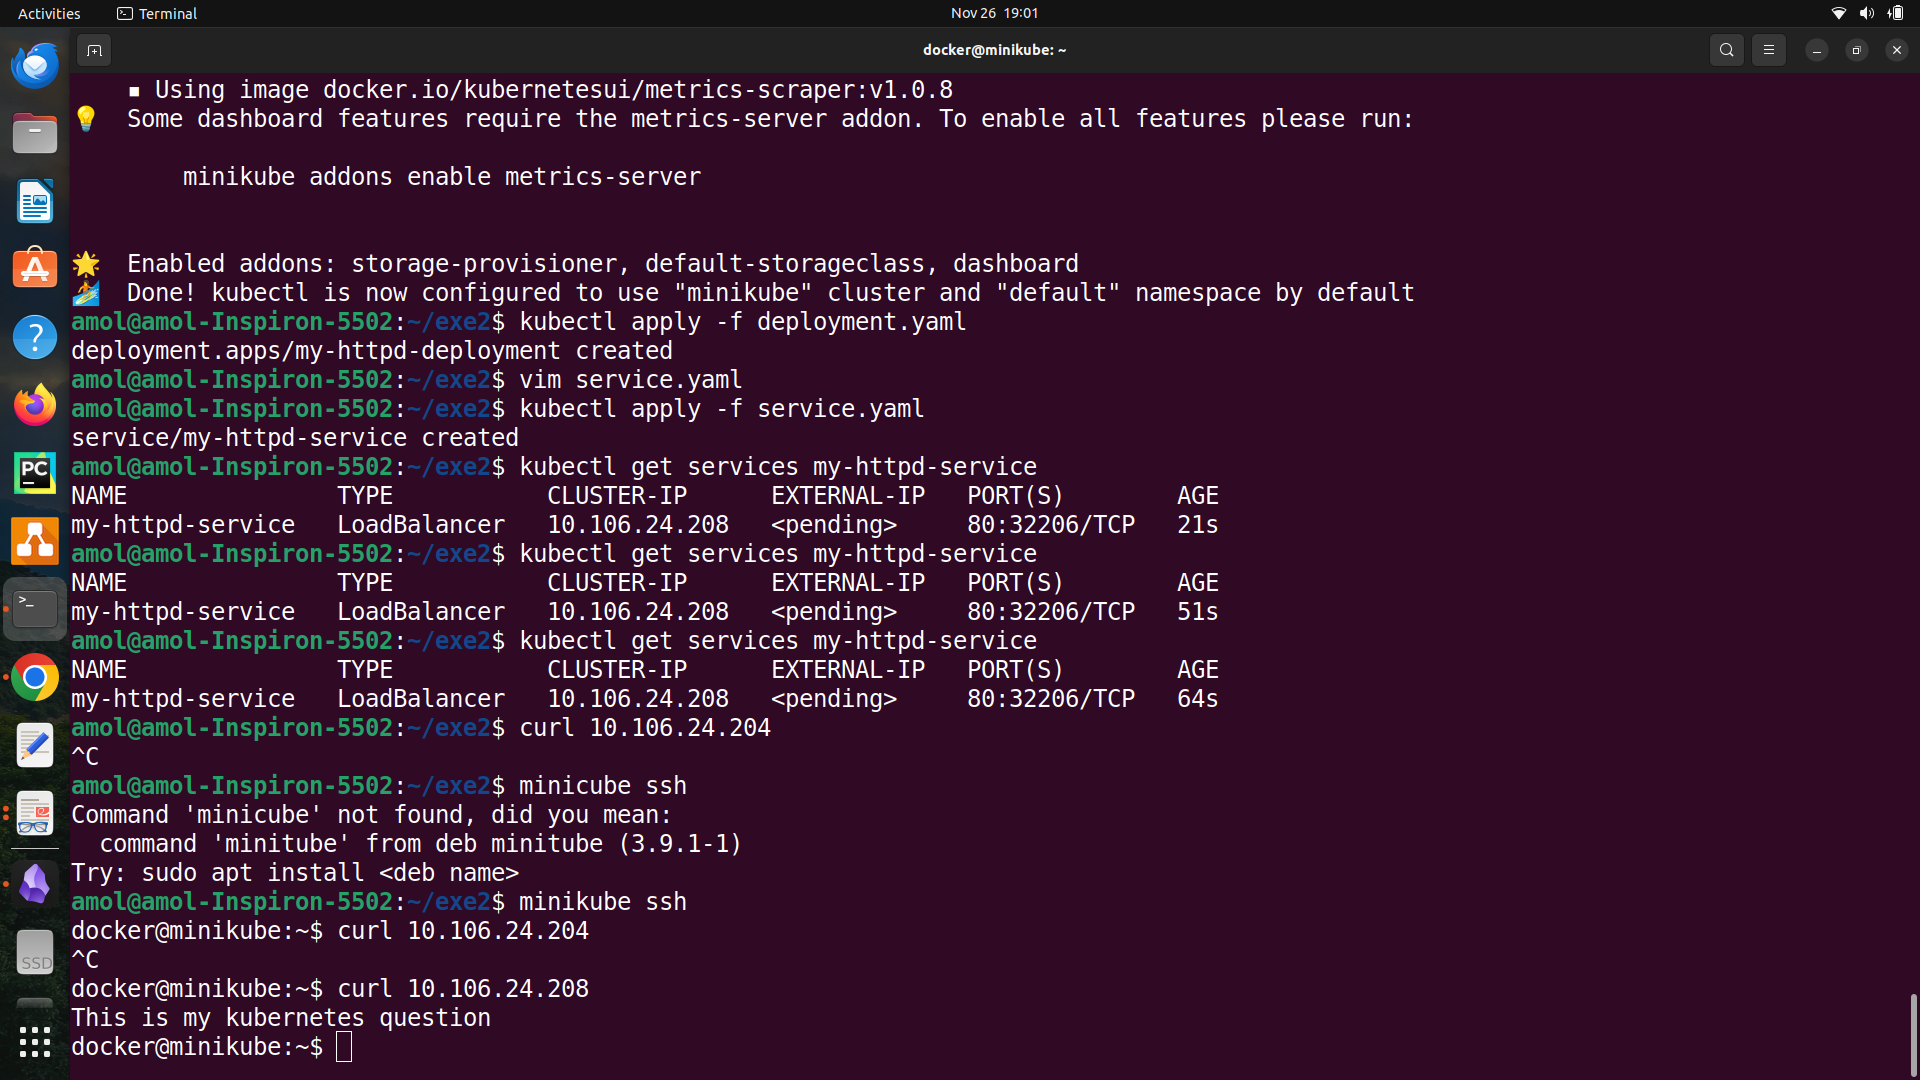 Activities
Terminal
Nov 26 19:01
docker@minikube: ~
▪ Using image docker.io/kubernetesui/metrics-scraper:v1.0.8
💡 Some dashboard features require the metrics-server addon. To enable all features please run:
minikube addons enable metrics-server
🌟 Enabled addons: storage-provisioner, default-storageclass, dashboard
🏄 Done! kubectl is now configured to use "minikube" cluster and "default" namespace by default
amol@amol-Inspiron-5502:~/exe2$ kubectl apply -f deployment.yaml
deployment.apps/my-httpd-deployment created
amol@amol-Inspiron-5502:~/exe2$ vim service.yaml
amol@amol-Inspiron-5502:~/exe2$ kubectl apply -f service.yaml
service/my-httpd-service created
amol@amol-Inspiron-5502:~/exe2$ kubectl get services my-httpd-service
NAME TYPE CLUSTER-IP EXTERNAL-IP PORT(S) AGE
my-httpd-service LoadBalancer 10.106.24.208 <pending> 80:32206/TCP 21s
amol@amol-Inspiron-5502:~/exe2$ kubectl get services my-httpd-service
NAME TYPE CLUSTER-IP EXTERNAL-IP PORT(S) AGE
my-httpd-service LoadBalancer 10.106.24.208 <pending> 80:32206/TCP 51s
amol@amol-Inspiron-5502:~/exe2$ kubectl get services my-httpd-service
NAME TYPE CLUSTER-IP EXTERNAL-IP PORT(S) AGE
my-httpd-service LoadBalancer 10.106.24.208 <pending> 80:32206/TCP 64s
amol@amol-Inspiron-5502:~/exe2$ curl 10.106.24.204
^C
amol@amol-Inspiron-5502:~/exe2$ minicube ssh
Command 'minicube' not found, did you mean:
command 'minitube' from deb minitube (3.9.1-1)
Try: sudo apt install <deb name>
amol@amol-Inspiron-5502:~/exe2$ minikube ssh
docker@minikube:~$ curl 10.106.24.204
^C
docker@minikube:~$ curl 10.106.24.208
This is my kubernetes question
docker@minikube:~$
PC
SSD